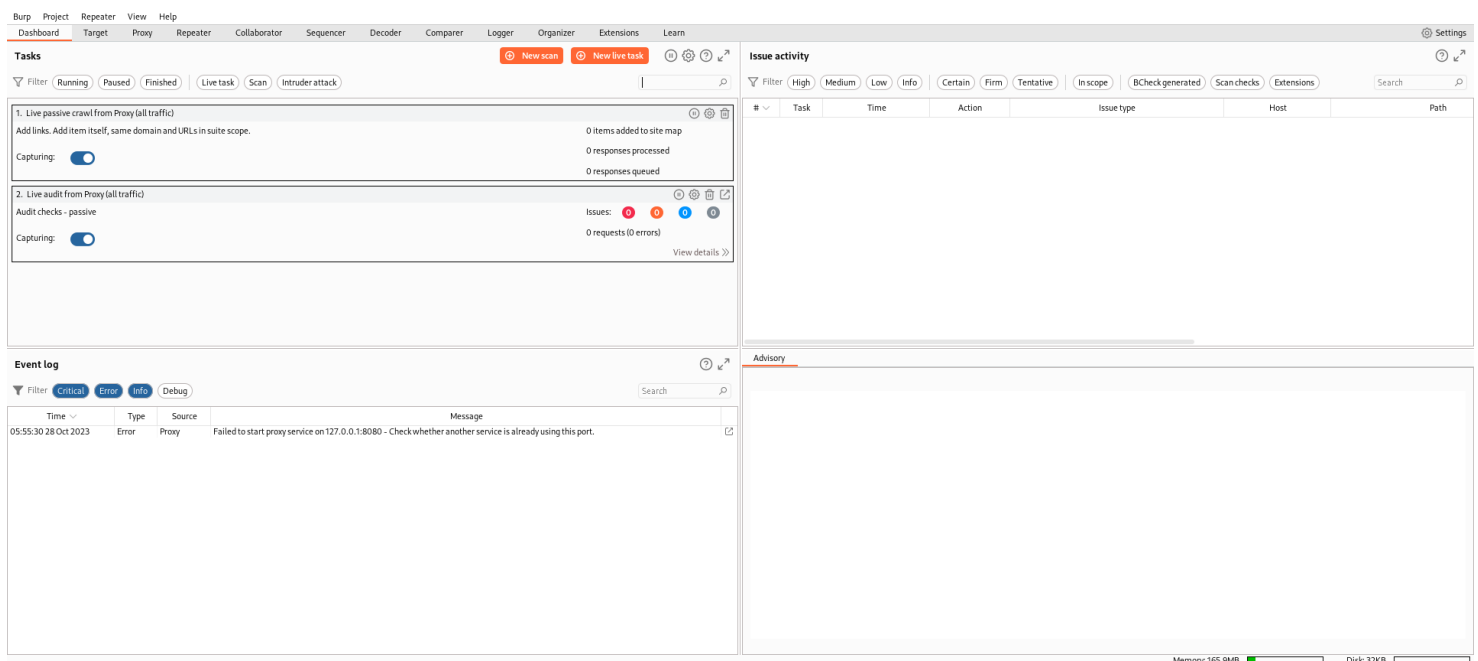 Burp Project Repeater View Help
Dashboard Target Proxy Repeater Collaborator Sequencer Decoder Comparer Logger Organizer Extensions Learn Settings
Tasks New scan New live task
Filter Running Paused Finished Live task Scan Intruder attack
1. Live passive crawl from Proxy (all traffic)
Add links. Add item itself, same domain and URLs in suite scope. 0 items added to site map
Capturing: 0 responses processed
0 responses queued
2. Live audit from Proxy (all traffic)
Audit checks - passive Issues: 0 0 0 0
Capturing: 0 requests (0 errors)
View details
Issue activity
Filter High Medium Low Info Certain Firm Tentative In scope BCheck generated Scan checks Extensions Search
# Task Time Action Issue type Host Path
Event log
Filter Critical Error Info Debug Search
Time Type Source Message
05:55:30 28 Oct 2023 Error Proxy Failed to start proxy service on 127.0.0.1:8080 - Check whether another service is already using this port.
Advisory
Memory: 165.9MB Disk: 32KB